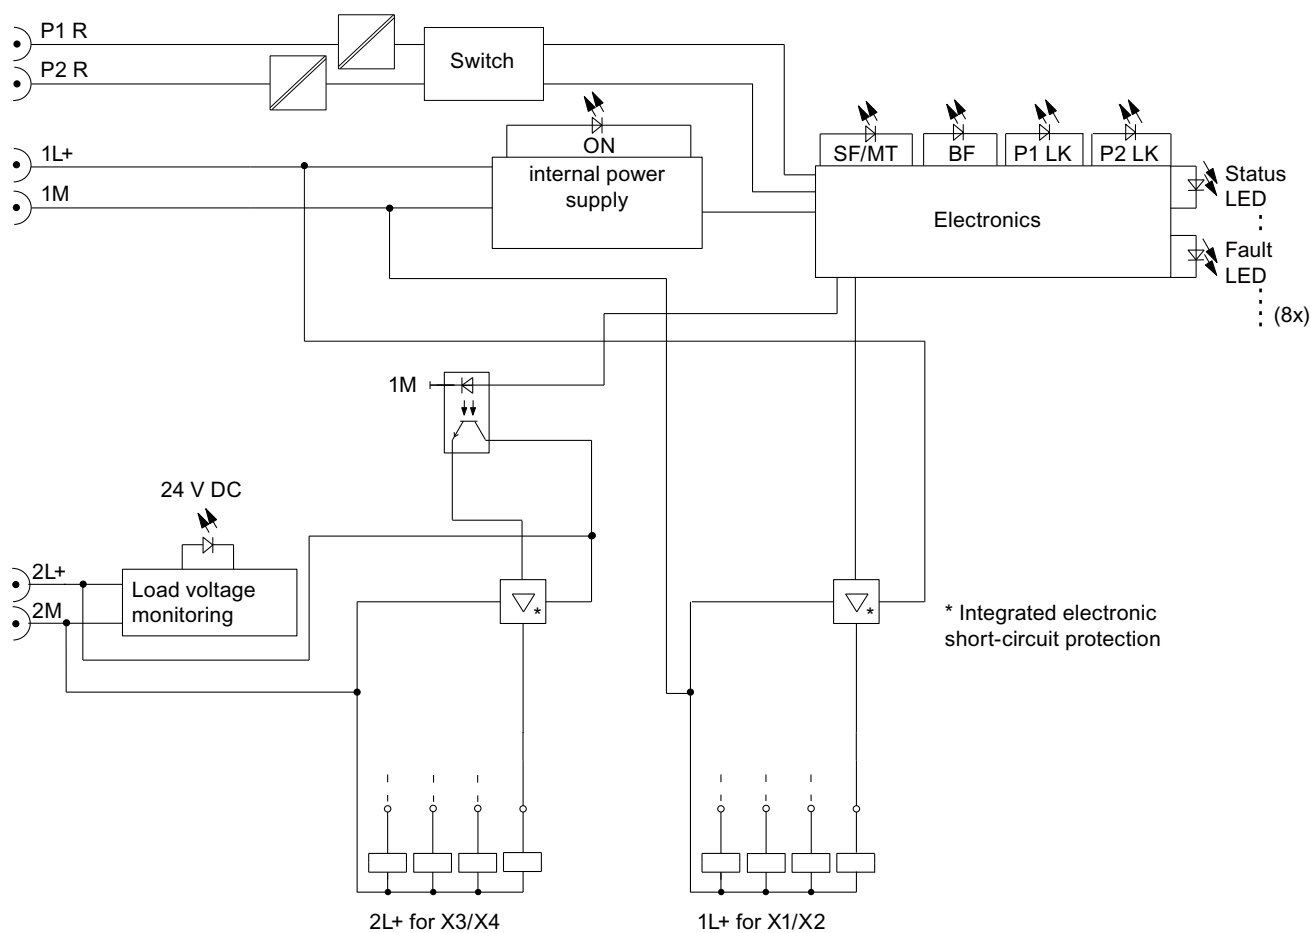 P1 R
P2 R
Switch
1L+
1M
ON
internal power
supply
SF/MT
BF
P1 LK
P2 LK
Electronics
Status
LED
Fault
LED
(8x)
1M
24 V DC
2L+
2M
Load voltage
monitoring
*
*
* Integrated electronic
short-circuit protection
2L+ for X3/X4
1L+ for X1/X2